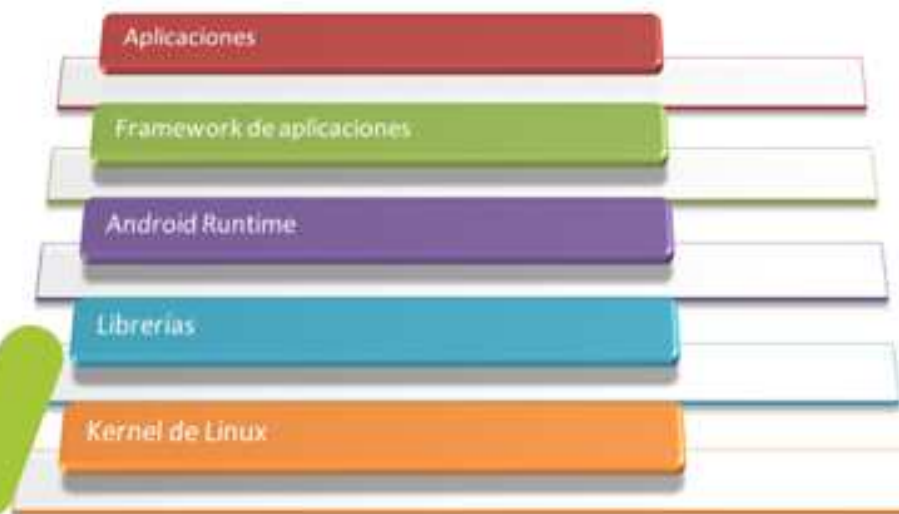 Aplicaciones
Framework de aplicaciones
Android Runtime
Librerías
Kernel de Linux